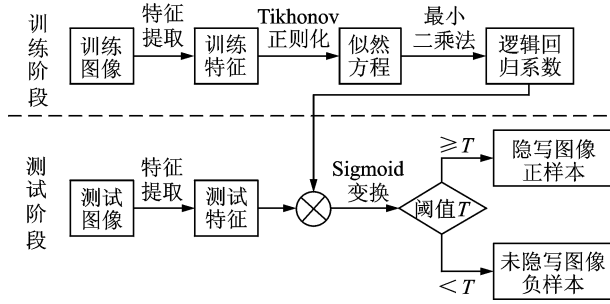 训练阶段
训练
图像
特征
提取
训练
特征
Tikhonov
正则化
似然
方程
最小
二乘法
逻辑回
归系数
测试阶段
测试
图像
特征
提取
测试
特征
Sigmoid
变换
阈值T
≥T
隐写图像
正样本
<T
未隐写图像
负样本